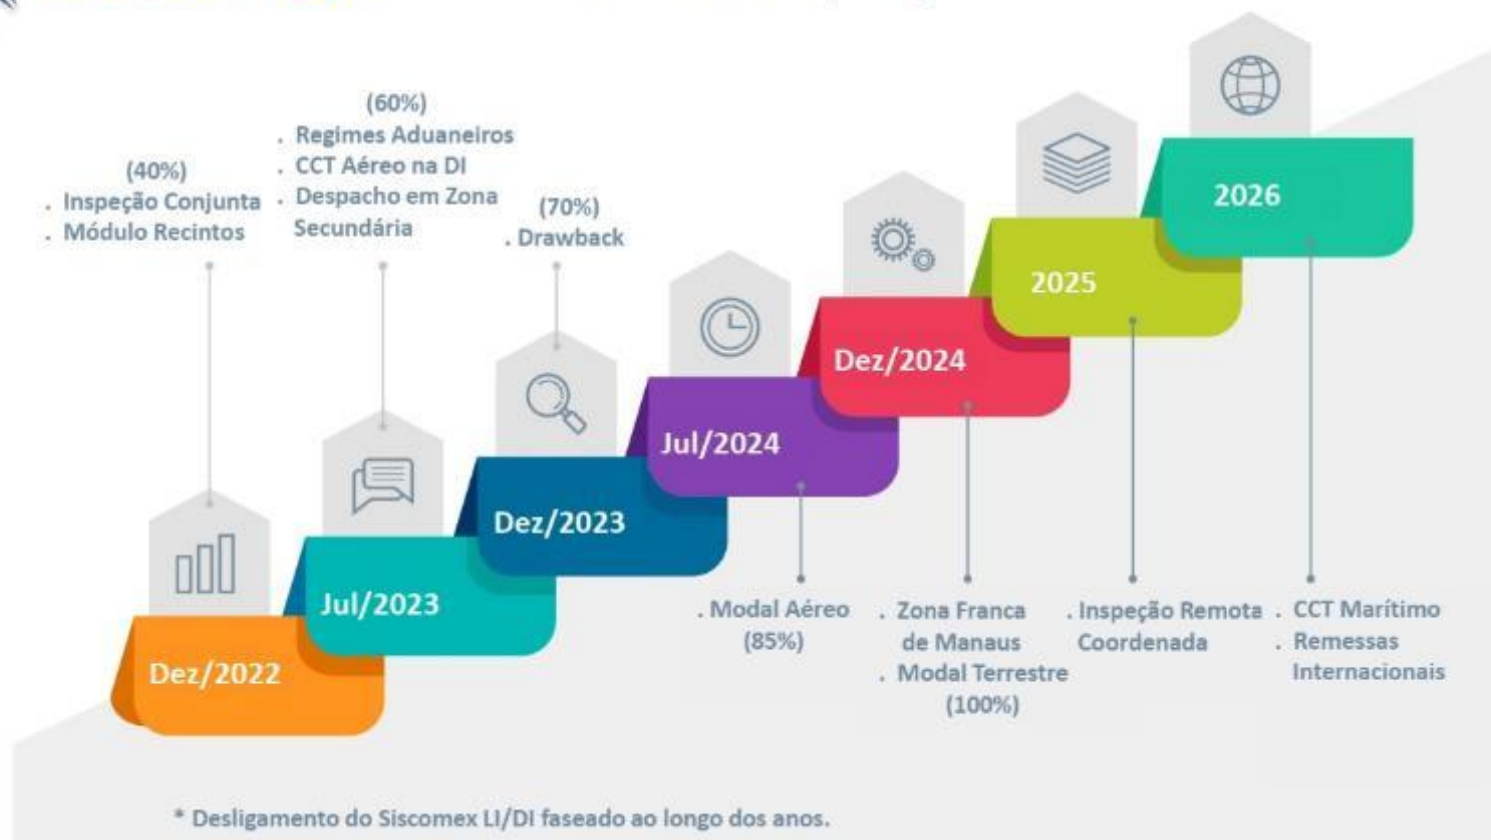 (40%)
. Inspeção Conjunta
. Módulo Recintos
(60%)
. Regimes Aduaneiros
. CCT Aéreo na DI
. Despacho em Zona
Secundária
(70%)
. Drawback
Dez/2022
Jul/2023
Dez/2023
Jul/2024
Dez/2024
2025
2026
. Modal Aéreo
(85%)
. Zona Franca
de Manaus
. Modal Terrestre
(100%)
. Inspeção Remota
Coordenada
. CCT Marítimo
. Remessas
Internacionais
* Desligamento do Siscomex LI/DI faseado ao longo dos anos.